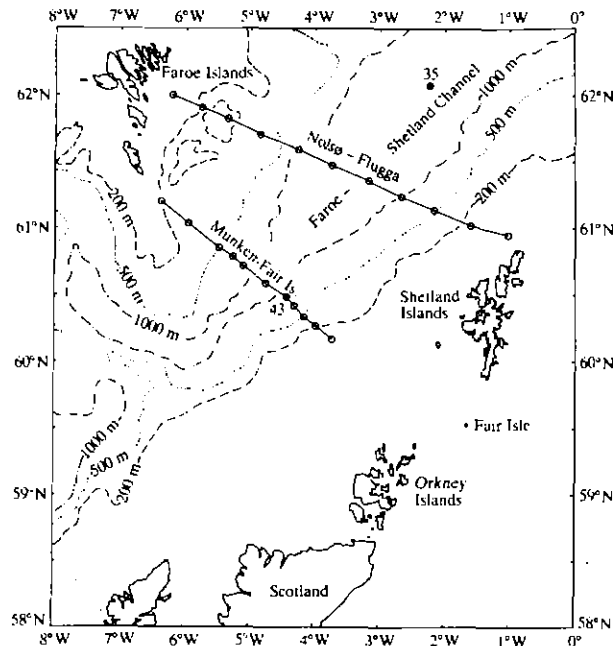 8°W 7°W 6°W 5°W 4°W 3°W 2°W 1°W 0°
62°N
61°N
60°N
59°N
58°N
62°N
61°N
60°N
59°N
58°N
8°W 7°W 6°W 5°W 4°W 3°W 2°W 1°W 0°
Faroe Islands
35
1000 m
500 m
200 m
Shetland Channel
Faroe -
Nolsø - Flugga
Munken-Fair Is
43
200 m
500 m
1000 m
Shetland
Islands
Fair Isle
Orkney
Islands
Scotland
1000 m
500 m
200 m